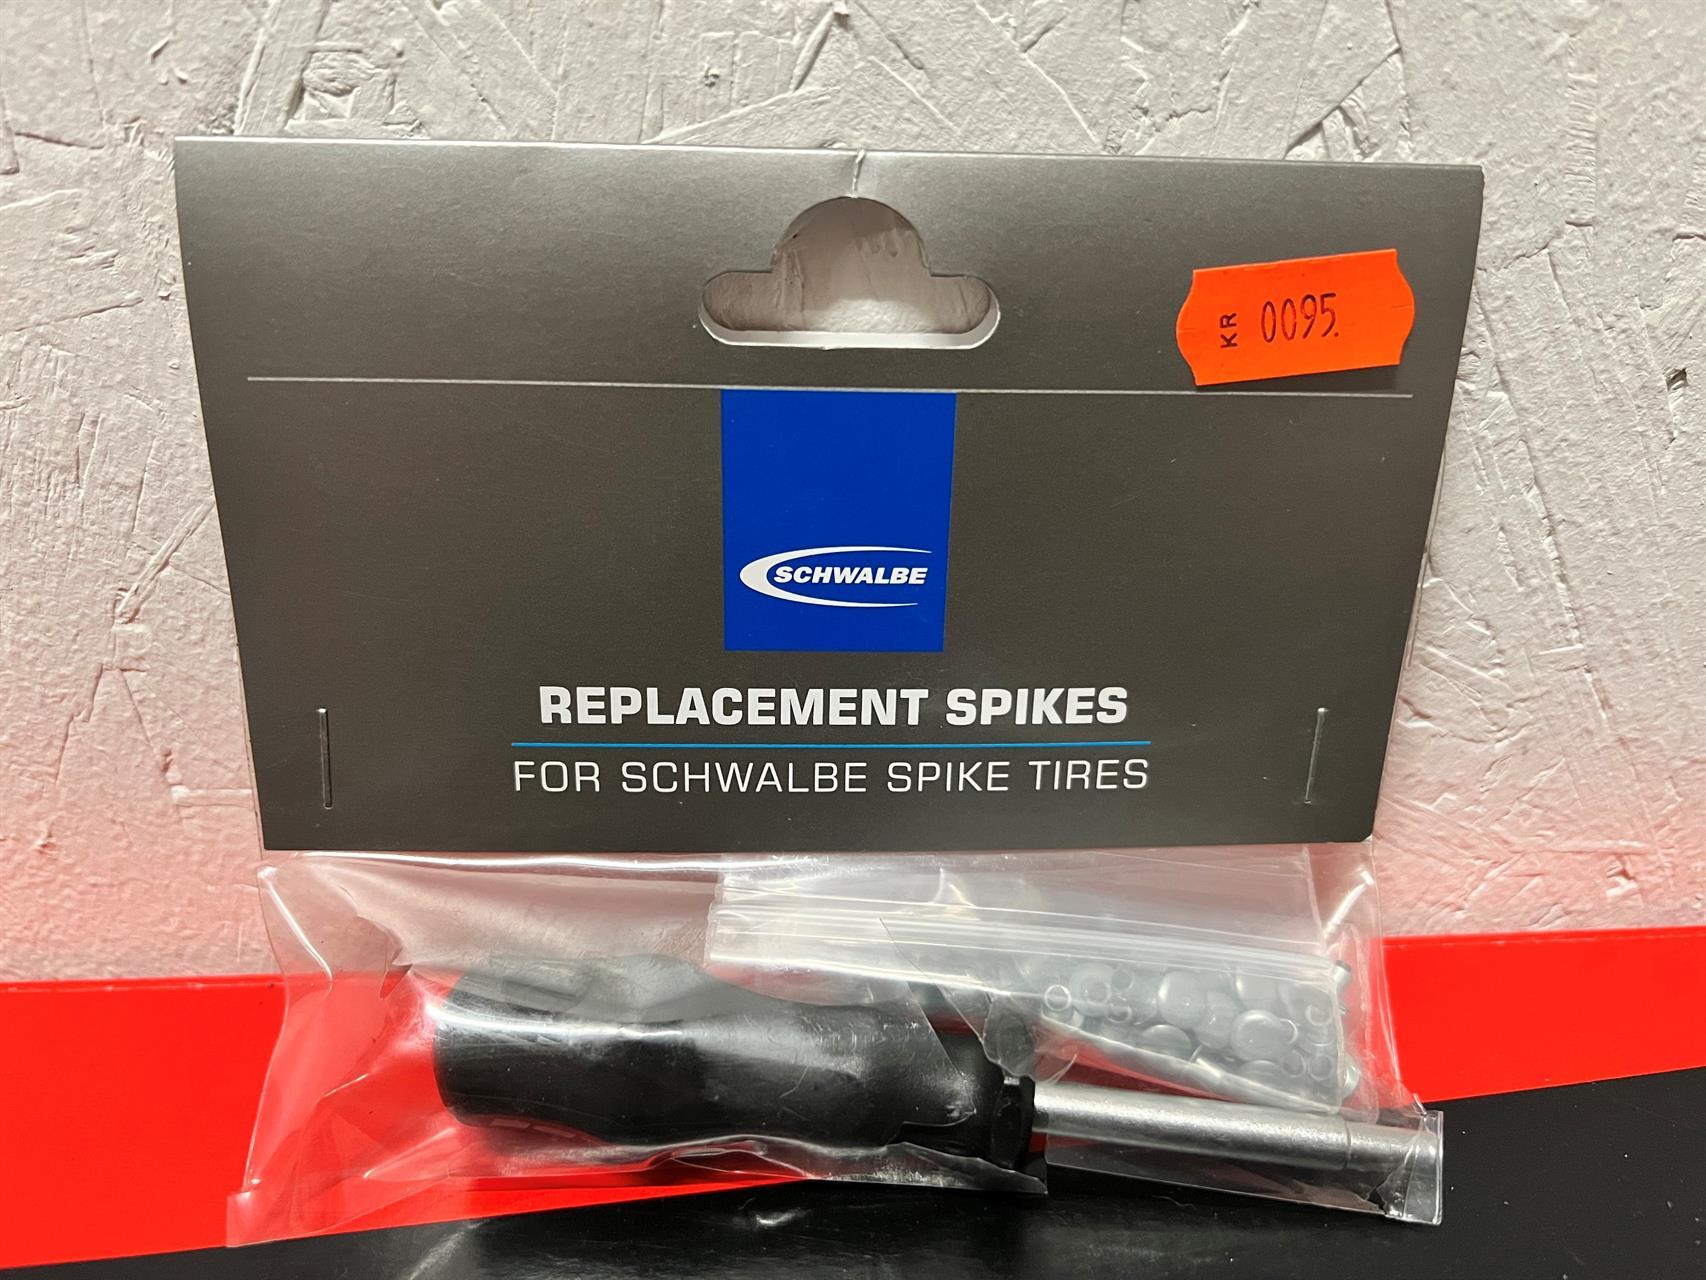 KR 0095.
SCHWALBE
REPLACEMENT SPIKES
FOR SCHWALBE SPIKE TIRES